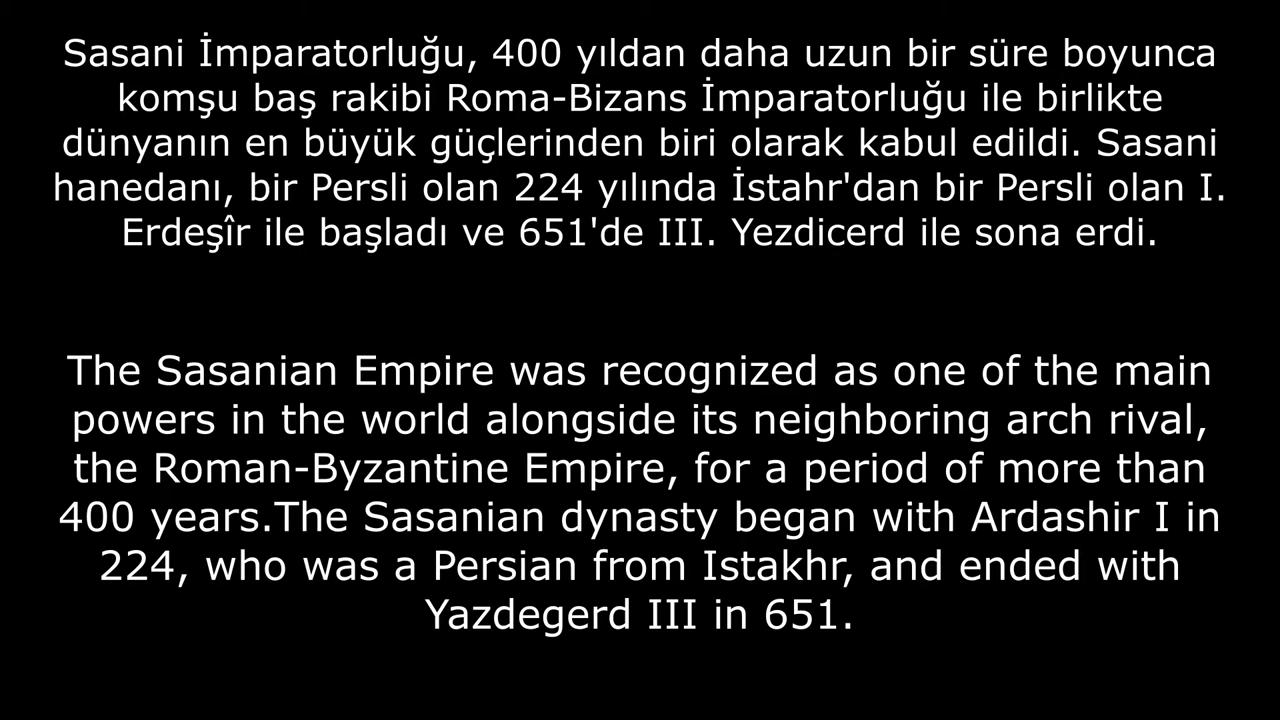 Sasani İmparatorluğu, 400 yıldan daha uzun bir süre boyunca
komşu baş rakibi Roma-Bizans İmparatorluğu ile birlikte
dünyanın en büyük güçlerinden biri olarak kabul edildi. Sasani
hanedanı, bir Persli olan 224 yılında İstahr'dan bir Persli olan I.
Erdeşîr ile başladı ve 651'de III. Yezdicerd ile sona erdi.
The Sasanian Empire was recognized as one of the main
powers in the world alongside its neighboring arch rival,
the Roman-Byzantine Empire, for a period of more than
400 years.The Sasanian dynasty began with Ardashir I in
224, who was a Persian from Istakhr, and ended with
Yazdegerd III in 651.